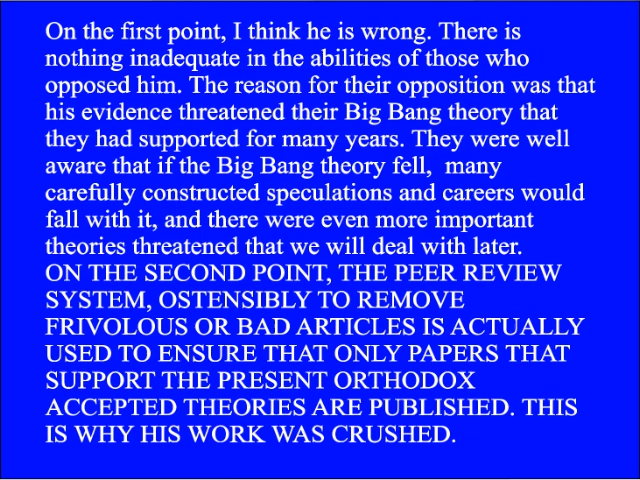 On the first point, I think he is wrong. There is
nothing inadequate in the abilities of those who
opposed him. The reason for their opposition was that
his evidence threatened their Big Bang theory that
they had supported for many years. They were well
aware that if the Big Bang theory fell,  many
carefully constructed speculations and careers would
fall with it, and there were even more important
theories threatened that we will deal with later.
ON THE SECOND POINT, THE PEER REVIEW
SYSTEM, OSTENSIBLY TO REMOVE
FRIVOLOUS OR BAD ARTICLES IS ACTUALLY
USED TO ENSURE THAT ONLY PAPERS THAT
SUPPORT THE PRESENT ORTHODOX
ACCEPTED THEORIES ARE PUBLISHED. THIS
IS WHY HIS WORK WAS CRUSHED.